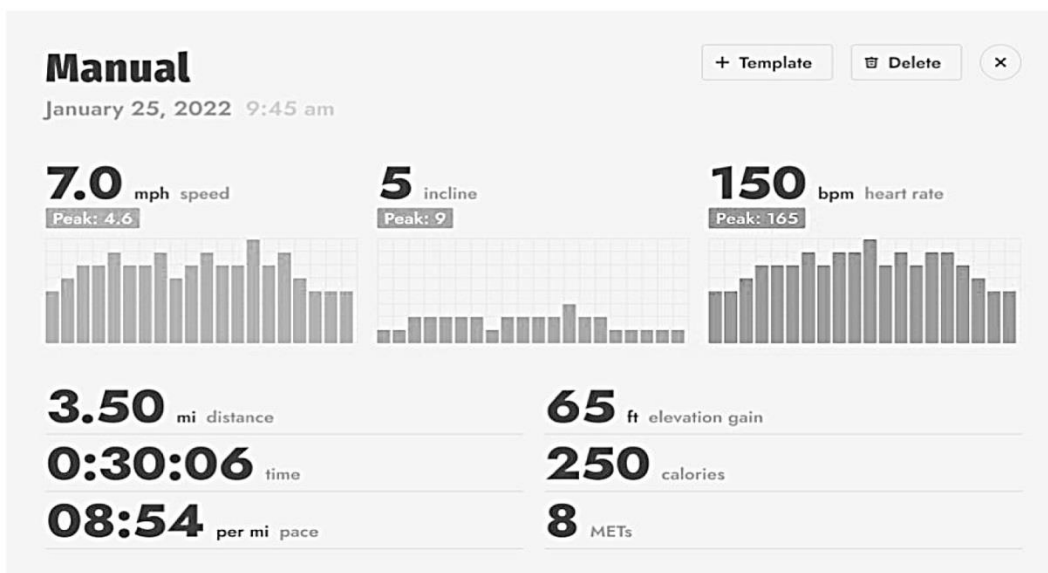 Manual
+ Template
Delete
×
January 25, 2022 9:45 am
7.0 mph speed
Peak: 4.6
5 incline
Peak: 9
150 bpm heart rate
Peak: 165
3.50 mi distance
65 ft elevation gain
0:30:06 time
250 calories
08:54 per mi pace
8 METs